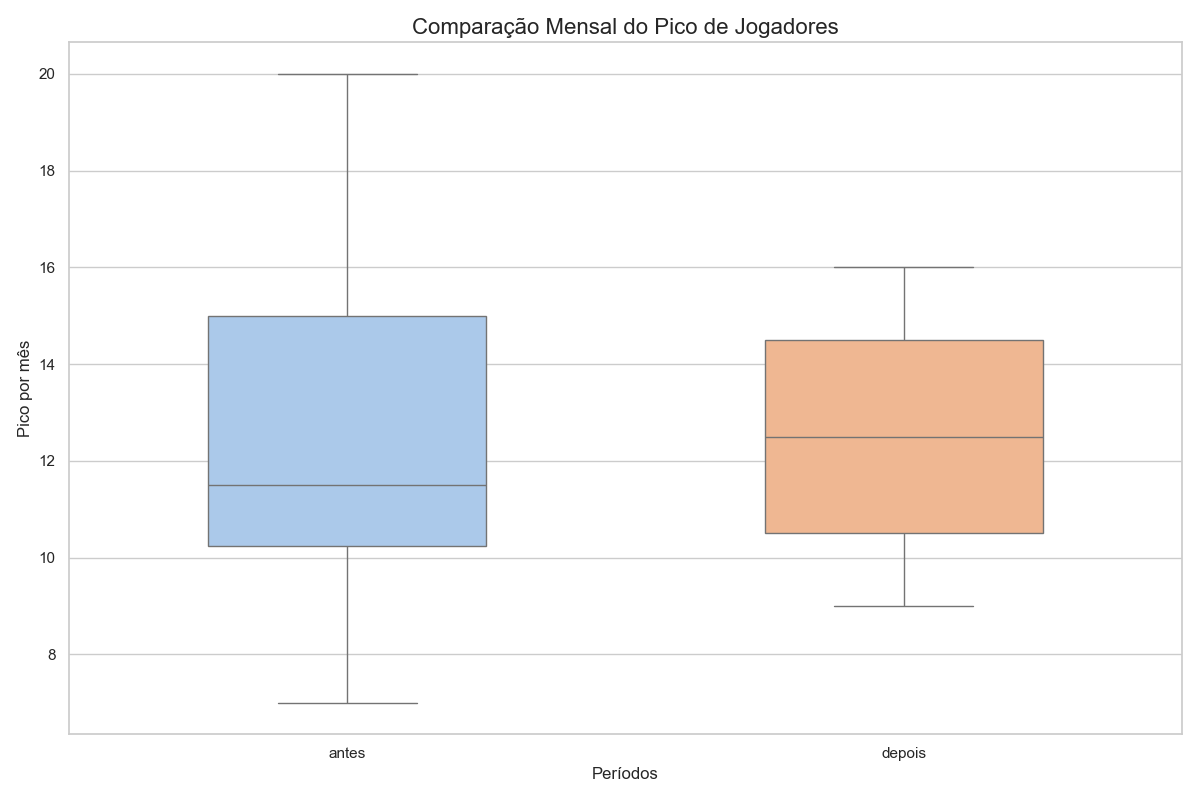 Comparação Mensal do Pico de Jogadores
20
18
16
14
12
10
8
Pico por mês
antes
depois
Períodos